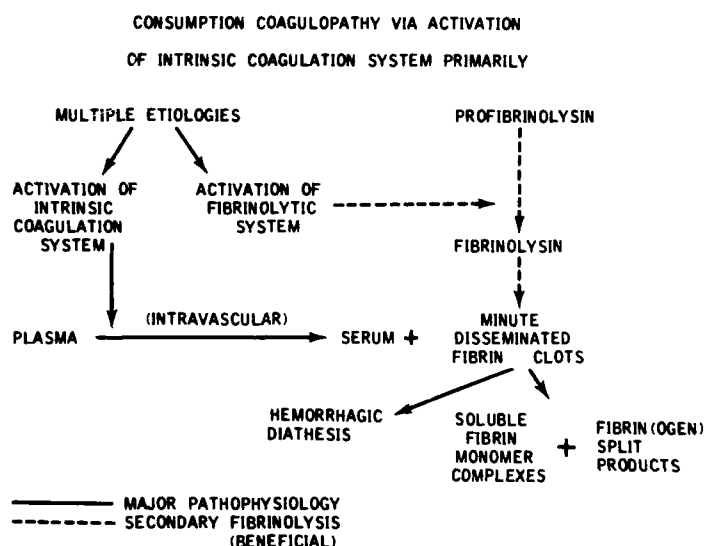 CONSUMPTION COAGULOPATHY VIA ACTIVATION
OF INTRINSIC COAGULATION SYSTEM PRIMARILY
MULTIPLE ETIOLOGIES
PROFIBRINOLYSIN
ACTIVATION OF
INTRINSIC
COAGULATION
SYSTEM
ACTIVATION OF
FIBRINOLYTIC
SYSTEM
FIBRINOLYSIN
PLASMA
(INTRAVASCULAR)
SERUM +
MINUTE
DISSEMINATED
FIBRIN CLOTS
HEMORRHAGIC
DIATHESIS
SOLUBLE
FIBRIN
MONOMER
COMPLEXES
+
FIBRIN(OGEN)
SPLIT
PRODUCTS
MAJOR PATHOPHYSIOLOGY
SECONDARY FIBRINOLYSIS
(BENEFICIAL)